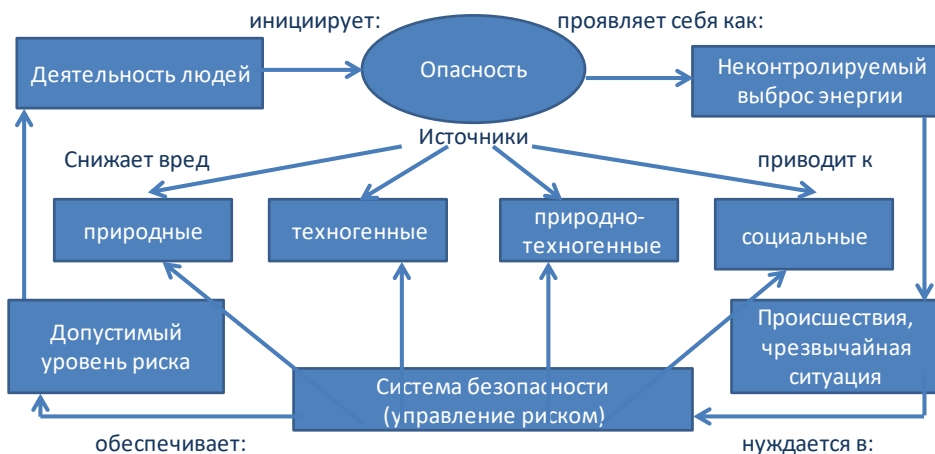 инициирует:
проявляет себя как:
Деятельность людей
Опасность
Неконтролируемый
выброс энергии
Источники
Снижает вред
приводит к
природные
техногенные
природно-
техногенные
социальные
Допустимый
уровень риска
Происшествия,
чрезвычайная
ситуация
Система безопасности
(управление риском)
обеспечивает:
нуждается в: